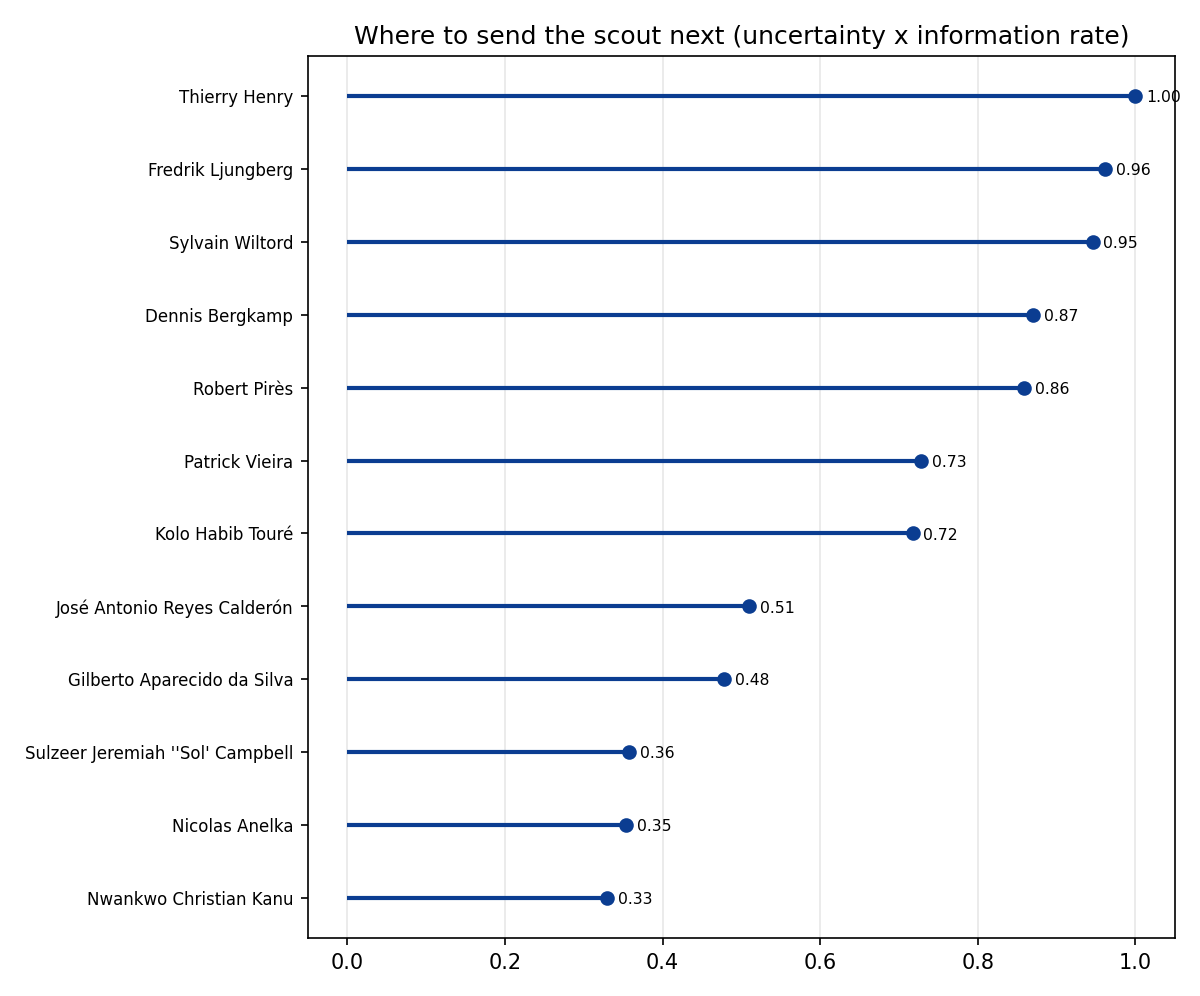 Where to send the scout next (uncertainty x information rate)
Thierry Henry 1.00
Fredrik Ljungberg 0.96
Sylvain Wiltord 0.95
Dennis Bergkamp 0.87
Robert Pirès 0.86
Patrick Vieira 0.73
Kolo Habib Touré 0.72
José Antonio Reyes Calderón 0.51
Gilberto Aparecido da Silva 0.48
Sulzeer Jeremiah ''Sol' Campbell 0.36
Nicolas Anelka 0.35
Nwankwo Christian Kanu 0.33
0.0 0.2 0.4 0.6 0.8 1.0